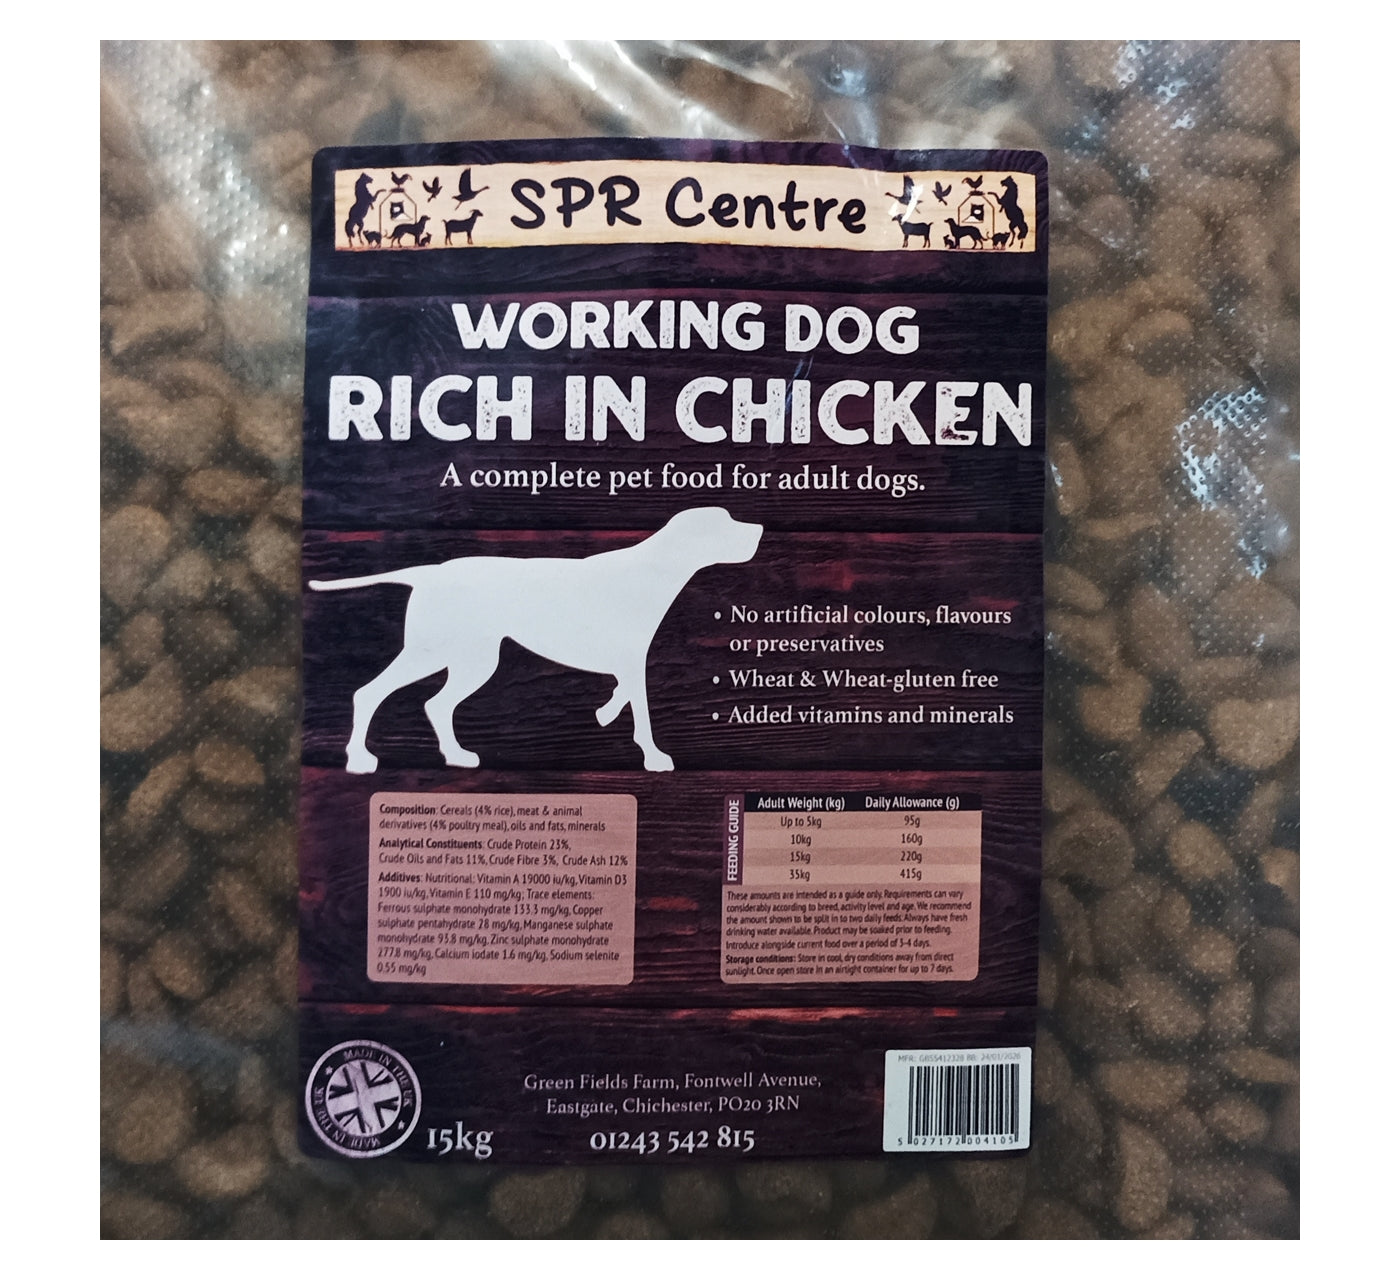 SPR Centre
WORKING DOG
RICH IN CHICKEN
A complete pet food for adult dogs.
• No artificial colours, flavours
or preservatives
• Wheat & Wheat-gluten free
• Added vitamins and minerals
Composition: Cereals (4% rice), meat & animal
derivatives (4% poultry meal), oils and fats, minerals
Analytical Constituents: Crude Protein 23%,
Crude Oils and Fats 11%, Crude Fibre 3%, Crude Ash 12%
Additives: Nutritional: Vitamin A 19000 iu/kg, Vitamin D3
1900 iu/kg, Vitamin E 110 mg/kg; Trace elements:
Ferrous sulphate monohydrate 133.3 mg/kg, Copper
sulphate pentahydrate 28 mg/kg, Manganese sulphate
monohydrate 93.8 mg/kg, Zinc sulphate monohydrate
277.8 mg/kg, Calcium iodate 1.6 mg/kg, Sodium selenite
0.55 mg/kg
FEEDING GUIDE
Adult Weight (kg) Daily Allowance (g)
Up to 5kg 95g
10kg 160g
15kg 220g
35kg 415g
These amounts are intended as a guide only. Requirements can vary
considerably according to breed, activity level and age. We recommend
the amount shown to be split in to two daily feeds. Always have fresh
drinking water available. Product may be soaked prior to feeding.
Introduce alongside current food over a period of 3-4 days.
Storage conditions: Store in cool, dry conditions away from direct
sunlight. Once open store in an airtight container for up to 7 days.
MADE IN THE UK
MADE IN THE UK
15kg
Green Fields Farm, Fontwell Avenue,
Eastgate, Chichester, PO20 3RN
01243 542 815
MFR: GB55412328 BB: 24/01/2026
5 027172 004105